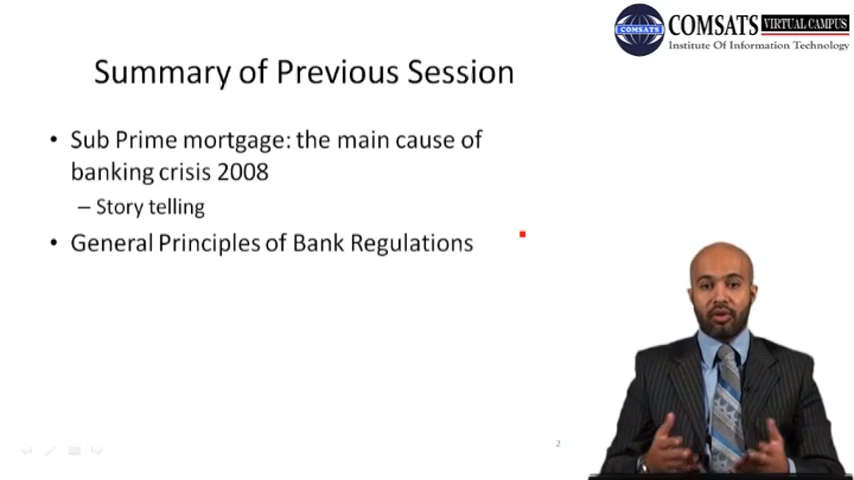 COMSATS VIRTUAL CAMPUS
Institute Of Information Technology
COMSATS
Summary of Previous Session
• Sub Prime mortgage: the main cause of
banking crisis 2008
– Story telling
• General Principles of Bank Regulations
2